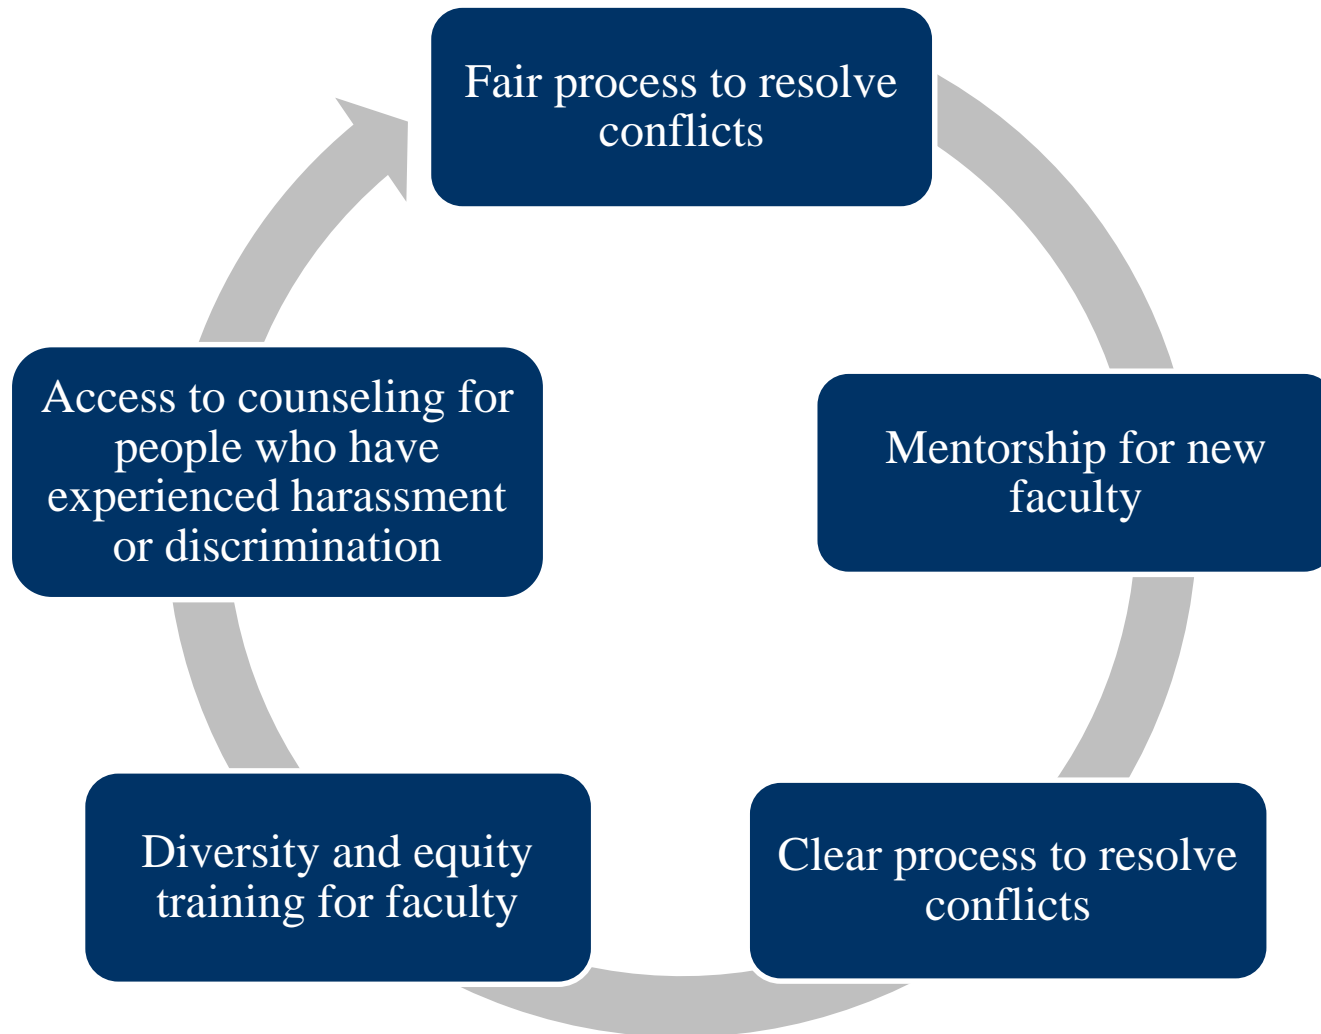 Fair process to resolve
conflicts
Mentorship for new
faculty
Clear process to resolve
conflicts
Diversity and equity
training for faculty
Access to counseling for
people who have
experienced harassment
or discrimination